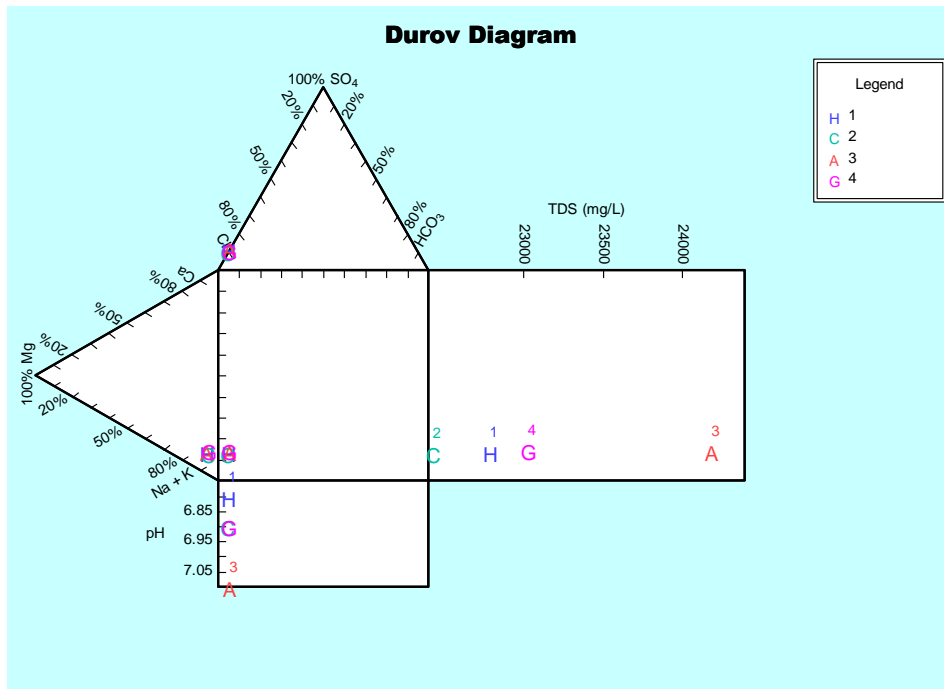 Durov Diagram
Legend
H 1
C 2
A 3
G 4
100% SO4
20%
20%
50%
50%
80%
80%
HCO3
TDS (mg/L)
23000
23500
24000
Ca
80%
50%
20%
100% Mg
20%
50%
80%
Na + K
G
G
2
C
1
H
4
G
3
A
1
H
G
3
A
pH
6.85
6.95
7.05